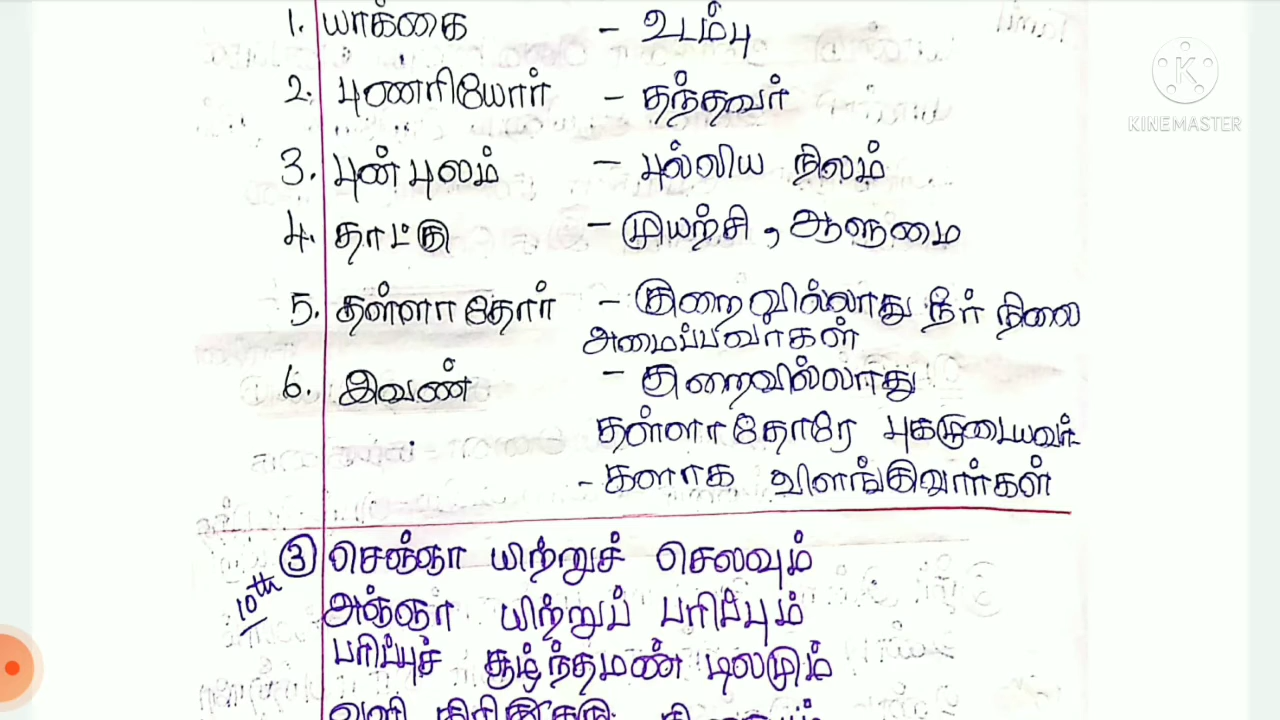 1. யாக்கை – உடம்பு
KINEMASTER
2. புணரியோர் – தந்தவர்
3. புன்புலம் – புல்லிய நிலம்
4. தாட்கு – முயற்சி, ஆளுமை
5. தள்ளாதோர் – குறைவில்லாது நீர் நிலை
அமைப்பவர்கள்
6. இவண் – குறைவில்லாது
தள்ளாதோரே புகழுடையவர்
- களாக விளங்குவார்கள்
③ செஞ்ஞா யிற்றுச் செலவும்
10th
அஞ்ஞா யிற்றுப் பரிப்பும்
பரிப்புச் சூழ்ந்தமண் டிலமும்